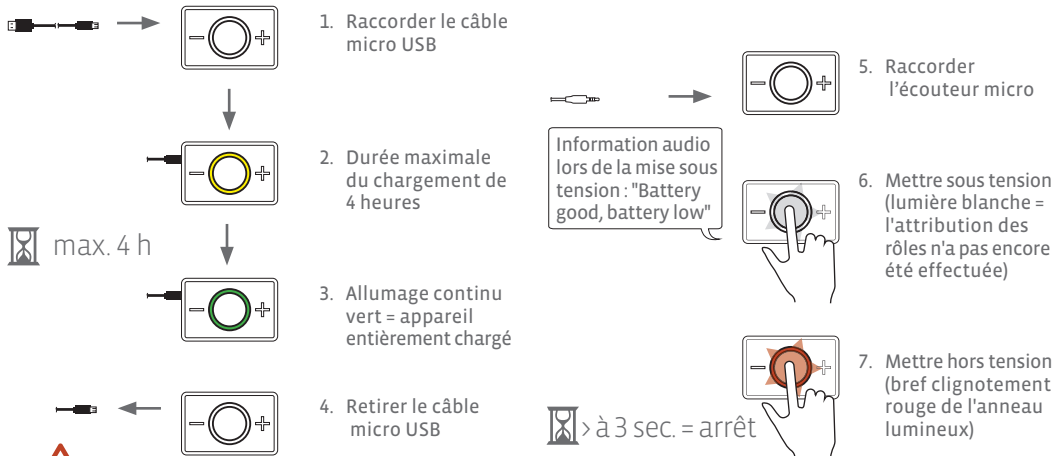 1. Raccorder le câble
micro USB
2. Durée maximale
du chargement de
4 heures
max. 4 h
3. Allumage continu
vert = appareil
entièrement chargé
4. Retirer le câble
micro USB
5. Raccorder
l'écouteur micro
Information audio
lors de la mise sous
tension : "Battery
good, battery low"
6. Mettre sous tension
(lumière blanche =
l'attribution des
rôles n'a pas encore
été effectuée)
7. Mettre hors tension
(bref clignotement
rouge de l'anneau
lumineux)
> à 3 sec. = arrêt